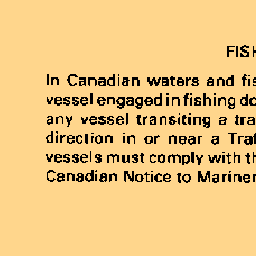 FISH
In Canadian waters and fis
vessel engaged in fishing do
any vessel transiting a tra
direction in or near a Traf
vessels must comply with th
Canadian Notice to Mariner